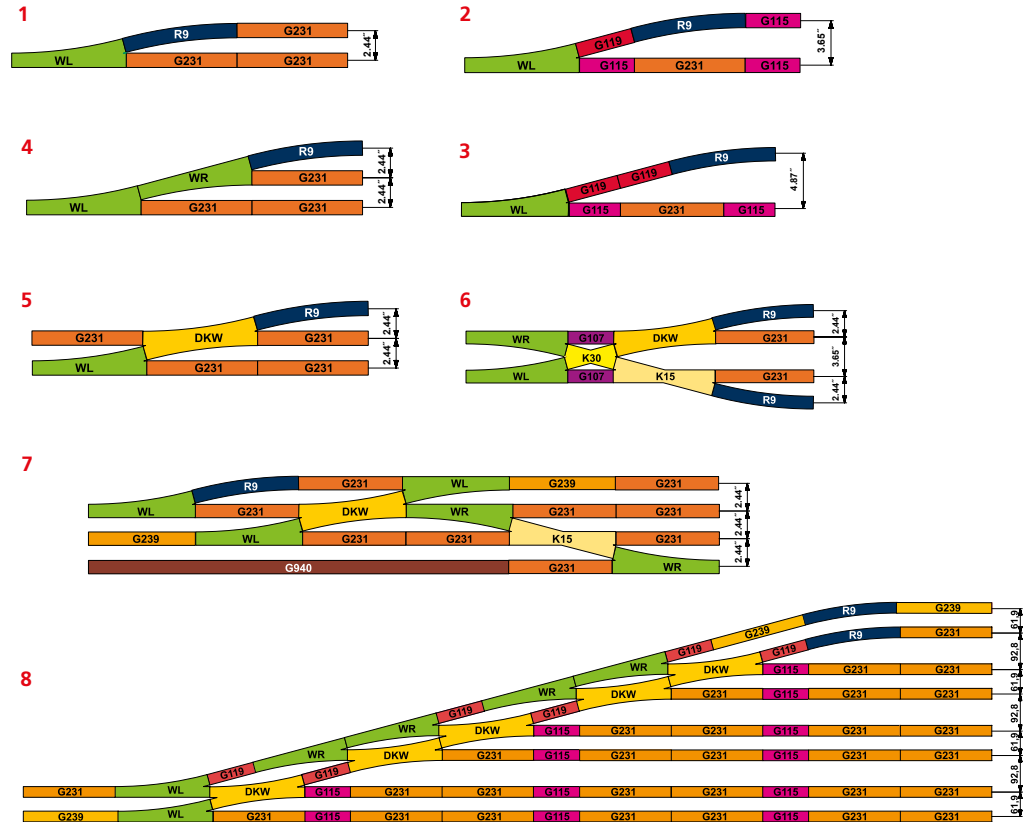 1
R9 G231
WL G231 G231
2.44"
2
G119 R9 G115
WL G115 G231 G115
3.65"
4
WR R9
G231
WL G231 G231
2.44"
2.44"
3
G119 G119 R9
WL G115 G231 G115
4.87"
5
R9
G231 DKW G231
WL G231 G231
2.44"
2.44"
6
R9
WR G107 DKW G231
K30
WL G107 K15 G231
R9
2.44"
3.65"
2.44"
7
R9 G231 WL G239 G231
WL G231 DKW WR G231 G231
G239 WL G231 G231 K15 G231
G940 G231 WR
2.44"
2.44"
2.44"
8
R9 G239
G119 G239 R9 G231
WR DKW G119 G115 G231 G231
WR DKW G231 G115 G231 G231
G119 G119
WR DKW G115 G231 G231 G115 G231 G231
WR DKW G231 G115 G231 G231 G115 G231 G231
G119 G119
G231 WL DKW G115 G231 G231 G115 G231 G231 G115 G231 G231
G239 WL G231 G115 G231 G231 G115 G231 G231 G115 G231 G231
61,9
92,8
61,9
92,8
61,9
92,8
61,9